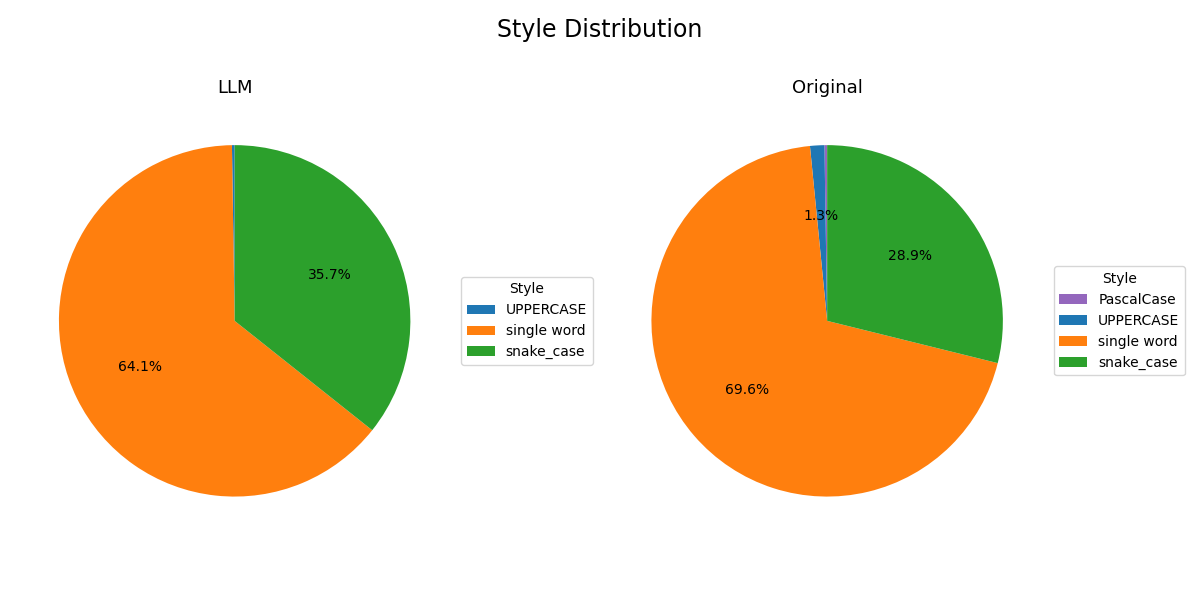 Style Distribution
LLM
35.7%
64.1%
Style
UPPERCASE
single word
snake_case
Original
1.3%
28.9%
69.6%
Style
PascalCase
UPPERCASE
single word
snake_case